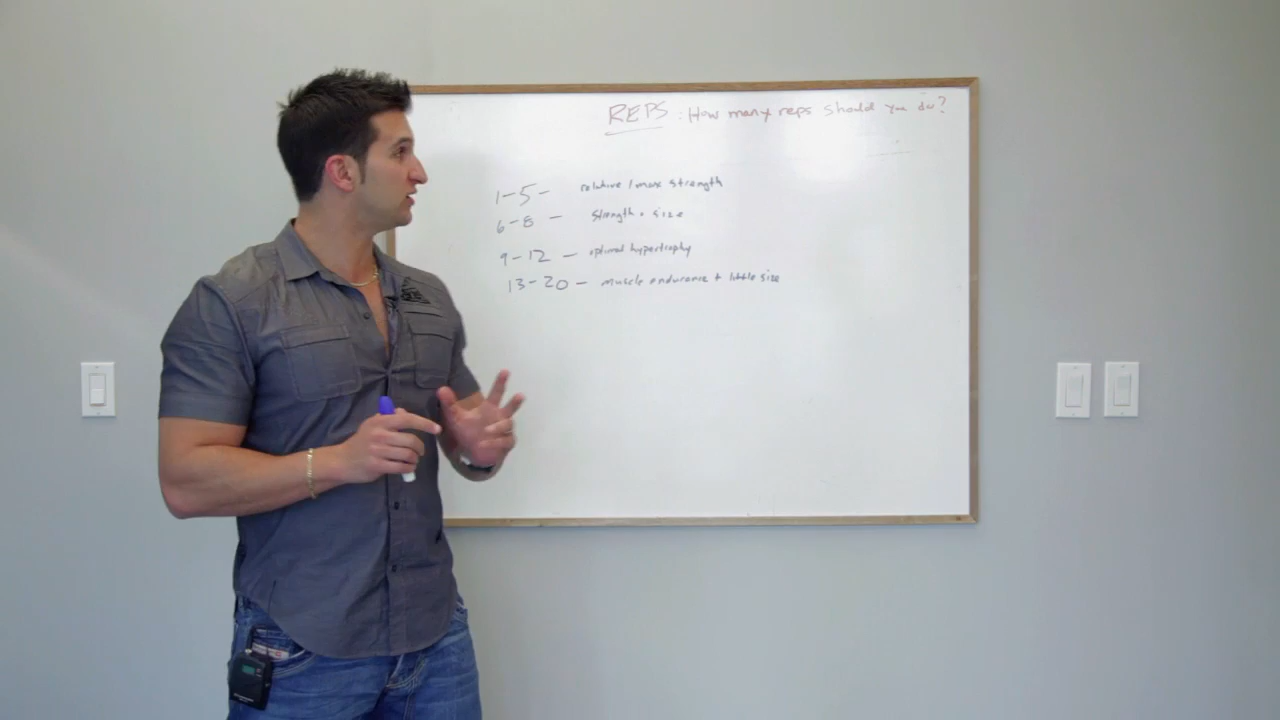 REPS: How many reps should you do?
1-5- relative / max strength
6-8 - strength + size
9-12 - optimal hypertrophy
13-20 - muscle endurance + little size